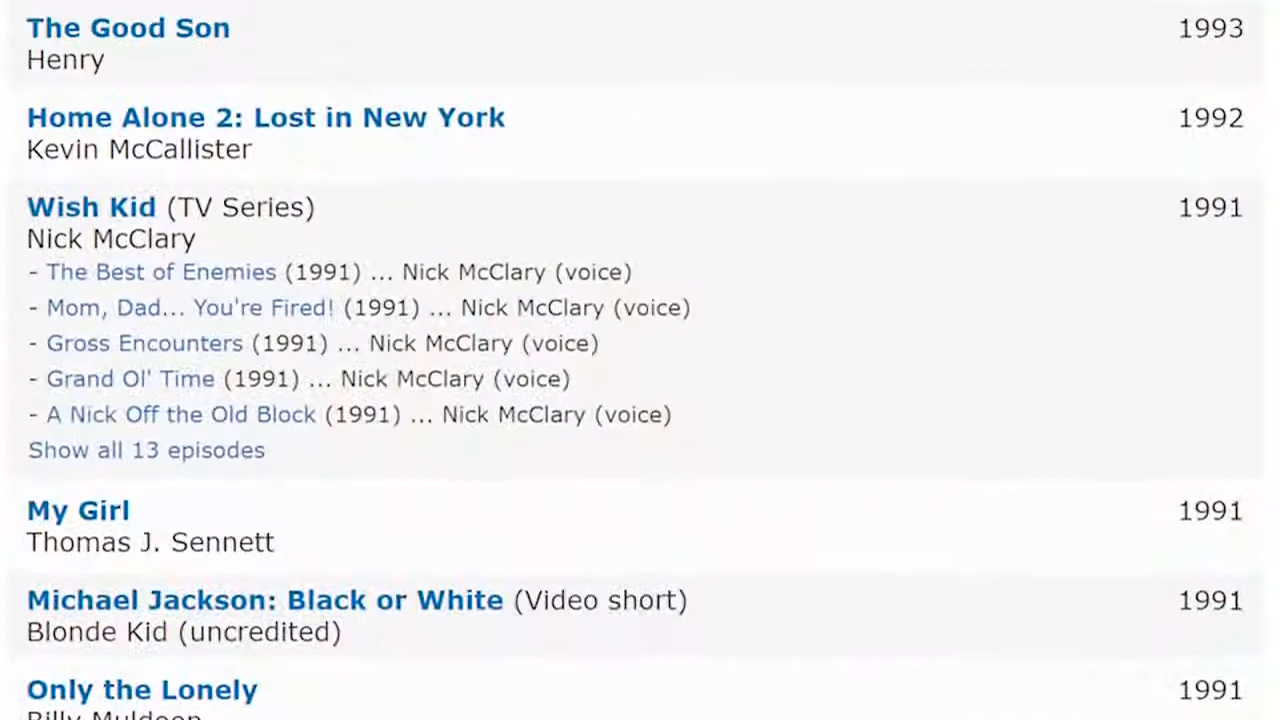 The Good Son 1993
Henry
Home Alone 2: Lost in New York 1992
Kevin McCallister
Wish Kid (TV Series) 1991
Nick McClary
- The Best of Enemies (1991) ... Nick McClary (voice)
- Mom, Dad... You're Fired! (1991) ... Nick McClary (voice)
- Gross Encounters (1991) ... Nick McClary (voice)
- Grand Ol' Time (1991) ... Nick McClary (voice)
- A Nick Off the Old Block (1991) ... Nick McClary (voice)
Show all 13 episodes
My Girl 1991
Thomas J. Sennett
Michael Jackson: Black or White (Video short) 1991
Blonde Kid (uncredited)
Only the Lonely 1991
Billy Muldoon